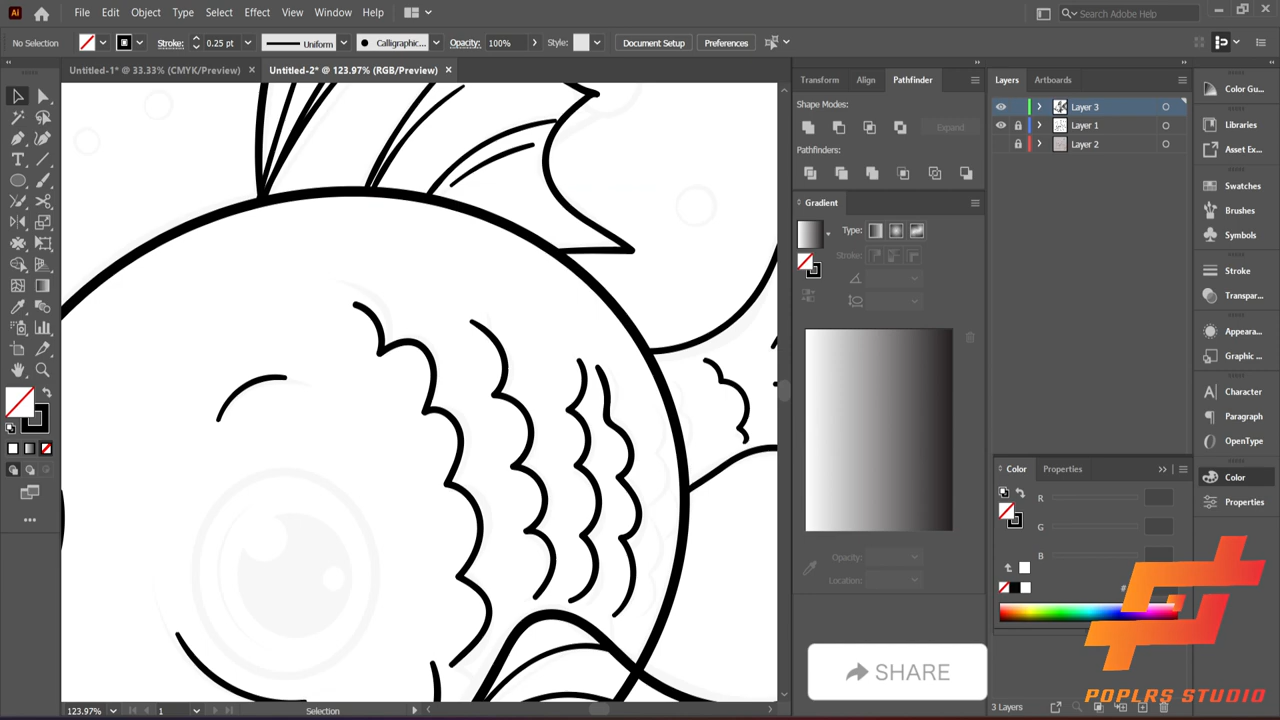 Ai File Edit Object Type Select Effect View Window Help Search Adobe Help
No Selection Stroke: 0.25 pt Uniform Calligraphic... Opacity: 100% Style: Document Setup Preferences
Untitled-1* @ 33.33% (CMYK/Preview) × Untitled-2* @ 123.97% (RGB/Preview) ×
Transform Align Pathfinder
Shape Modes:
Expand
Pathfinders:
Gradient
Type:
Stroke:
Opacity:
Location:
Layers Artboards
Layer 3
Layer 1
Layer 2
Color Properties
R
G
B
#
3 Layers
Color Gu...
Libraries
Asset Ex...
Swatches
Brushes
Symbols
Stroke
Transpar...
Appeara...
Graphic ...
Character
Paragraph
OpenType
Color
Properties
SHARE
POPLRS STUDIO
123.97% 1 Selection